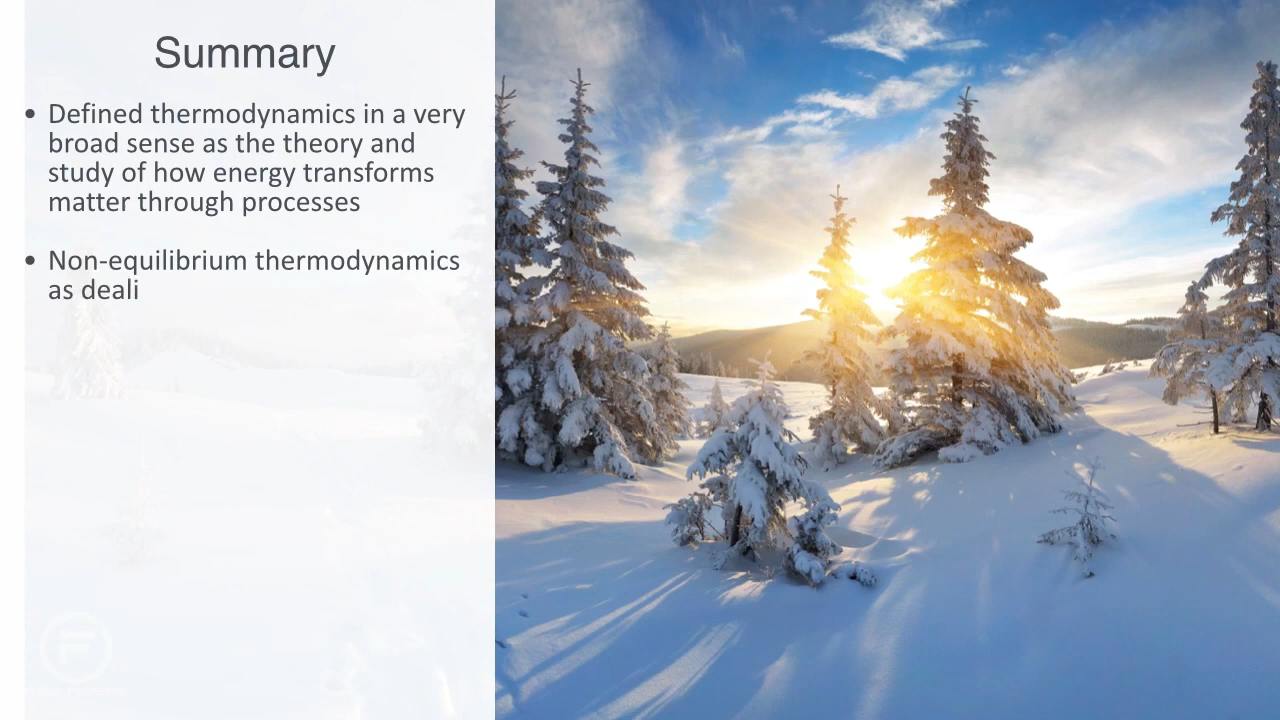 Summary
• Defined thermodynamics in a very
broad sense as the theory and
study of how energy transforms
matter through processes
• Non-equilibrium thermodynamics
as deali